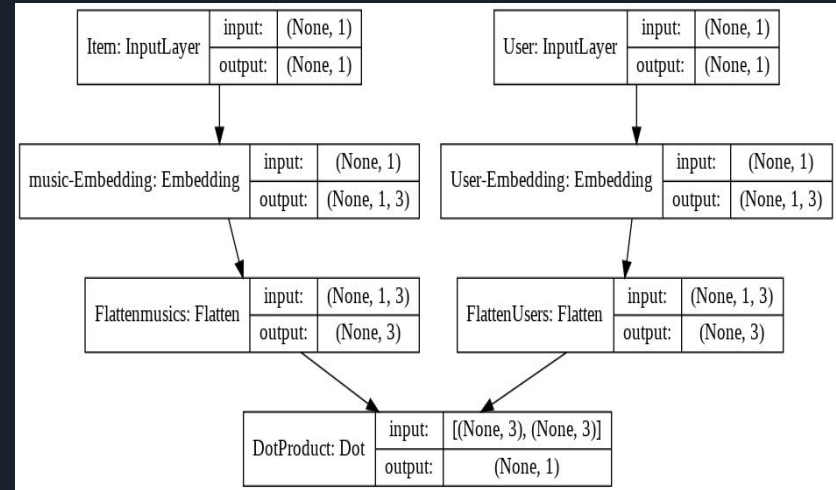 Item: InputLayer
input: (None, 1)
output: (None, 1)
User: InputLayer
input: (None, 1)
output: (None, 1)
music-Embedding: Embedding
input: (None, 1)
output: (None, 1, 3)
User-Embedding: Embedding
input: (None, 1)
output: (None, 1, 3)
Flattenmusics: Flatten
input: (None, 1, 3)
output: (None, 3)
FlattenUsers: Flatten
input: (None, 1, 3)
output: (None, 3)
DotProduct: Dot
input: [(None, 3), (None, 3)]
output: (None, 1)